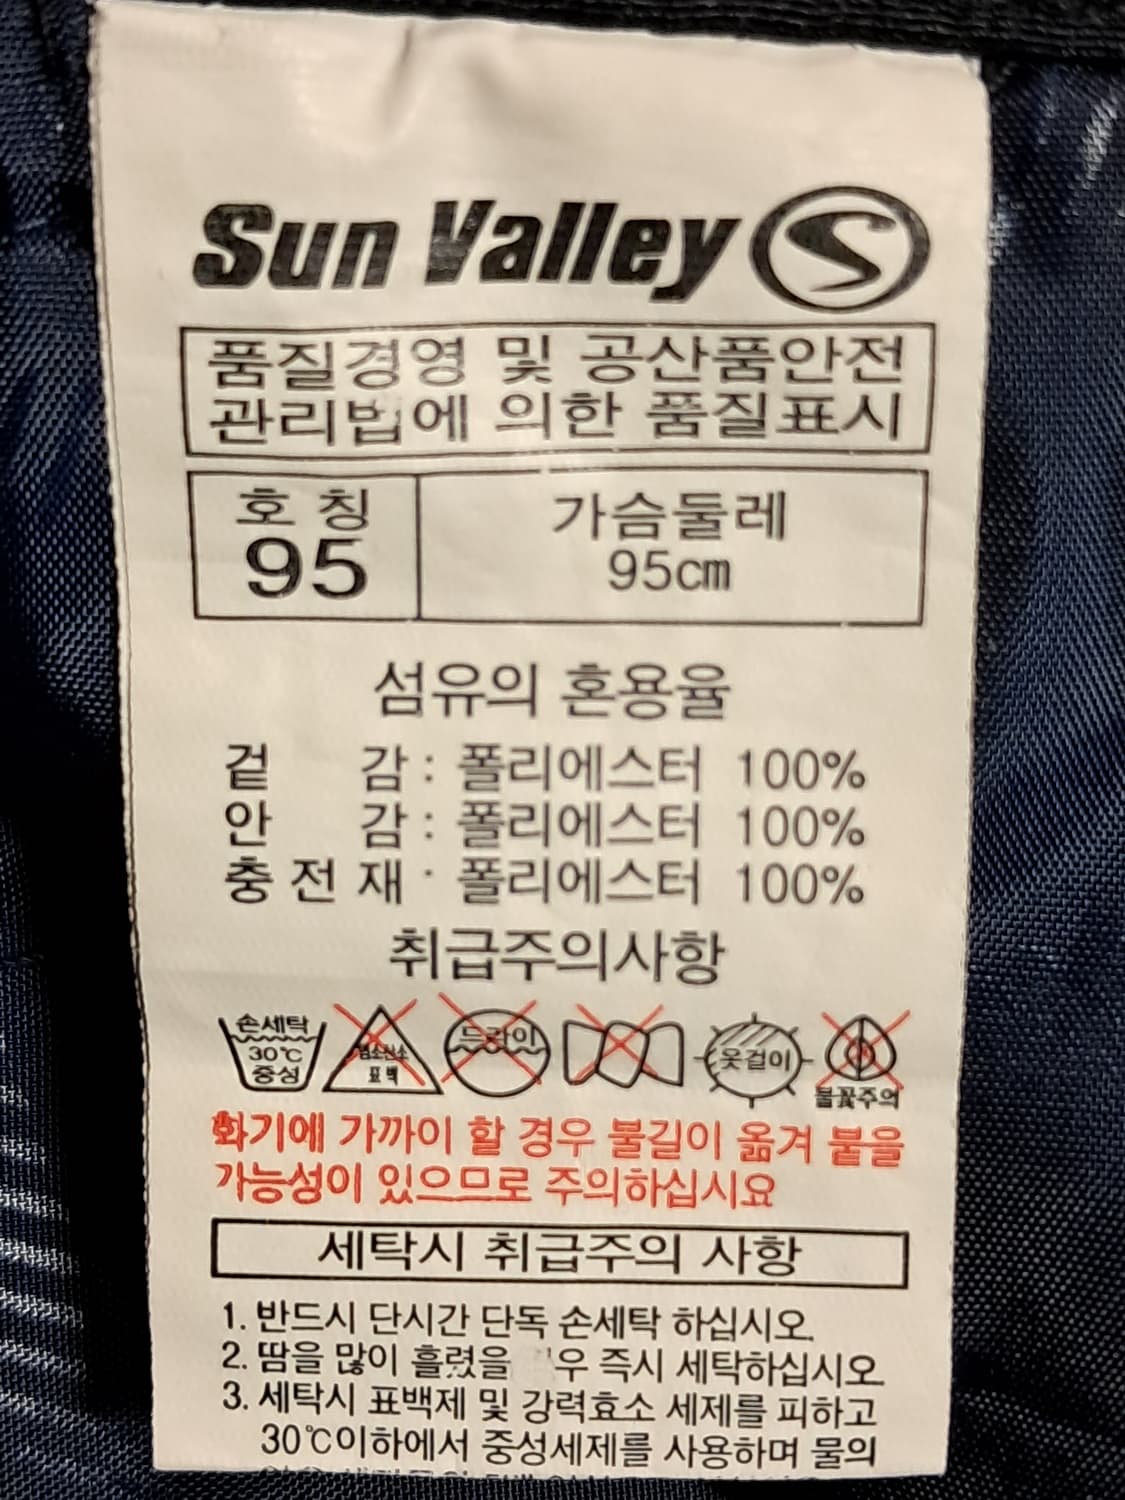 Sun Valley
품질경영 및 공산품안전
관리법에 의한 품질표시
호 칭
95
가슴둘레
95cm
섬유의 혼용율
겉 감 : 폴리에스터 100%
안 감 : 폴리에스터 100%
충 전 재 : 폴리에스터 100%
취급주의사항
손세탁
30℃
중성
염소산소
표백
드라이
옷걸이
불꽃주의
화기에 가까이 할 경우 불길이 옮겨 붙을
가능성이 있으므로 주의하십시요
세탁시 취급주의 사항
1. 반드시 단시간 단독 손세탁 하십시오.
2. 땀을 많이 흘렸을 우 즉시 세탁하십시오.
3. 세탁시 표백제 및 강력효소 세제를 피하고
30℃이하에서 중성세제를 사용하며 물의